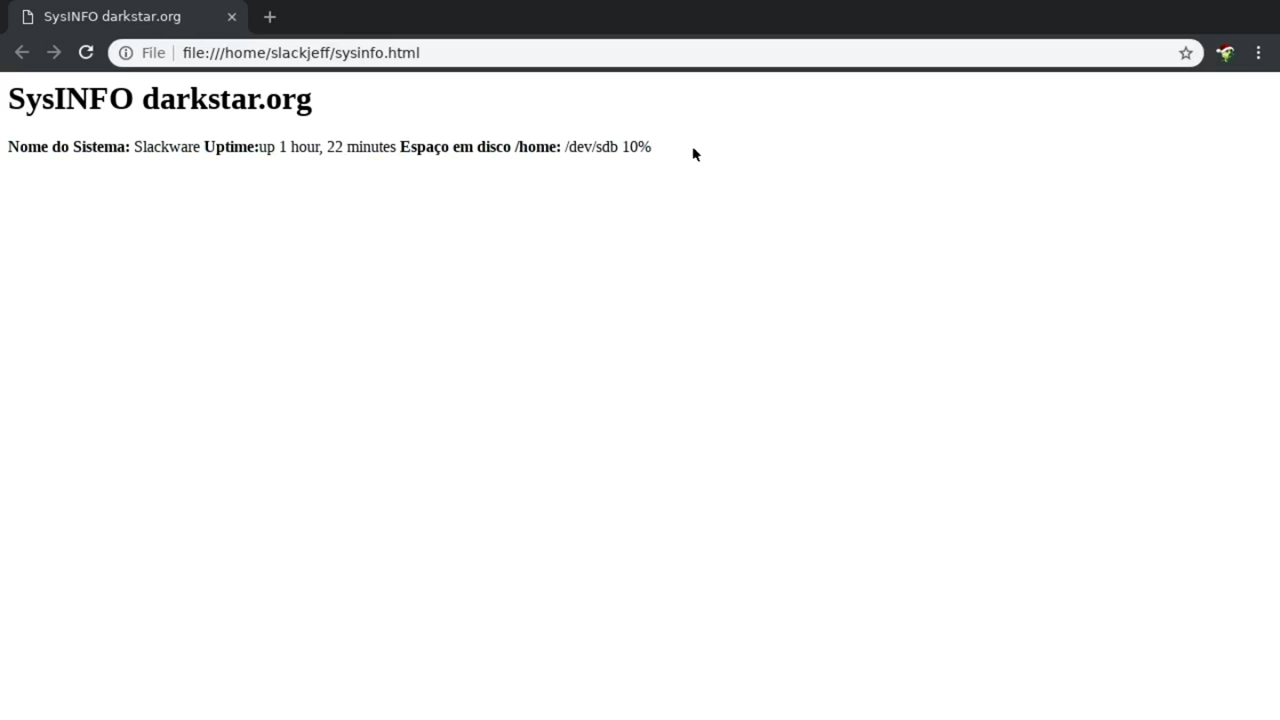 SysINFO darkstar.org
File file:///home/slackjeff/sysinfo.html
SysINFO darkstar.org
Nome do Sistema: Slackware Uptime:up 1 hour, 22 minutes Espaço em disco /home: /dev/sdb 10%